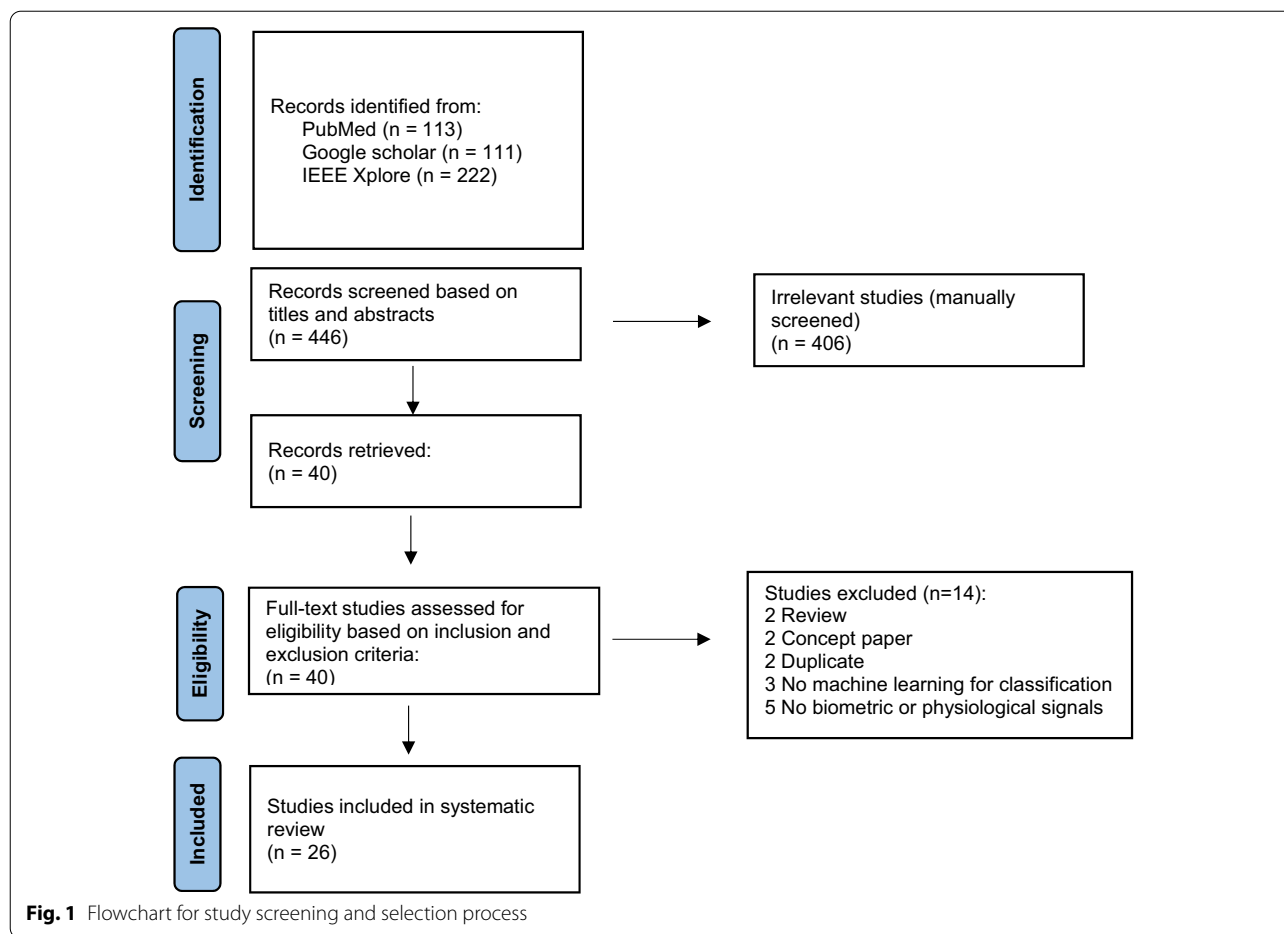 Identification
Records identified from:
PubMed (n = 113)
Google scholar (n = 111)
IEEE Xplore (n = 222)
Screening
Records screened based on
titles and abstracts
(n = 446)
Irrelevant studies (manually
screened)
(n = 406)
Records retrieved:
(n = 40)
Eligibility
Full-text studies assessed for
eligibility based on inclusion and
exclusion criteria:
(n = 40)
Studies excluded (n=14):
2 Review
2 Concept paper
2 Duplicate
3 No machine learning for classification
5 No biometric or physiological signals
Included
Studies included in systematic
review
(n = 26)
Fig. 1 Flowchart for study screening and selection process